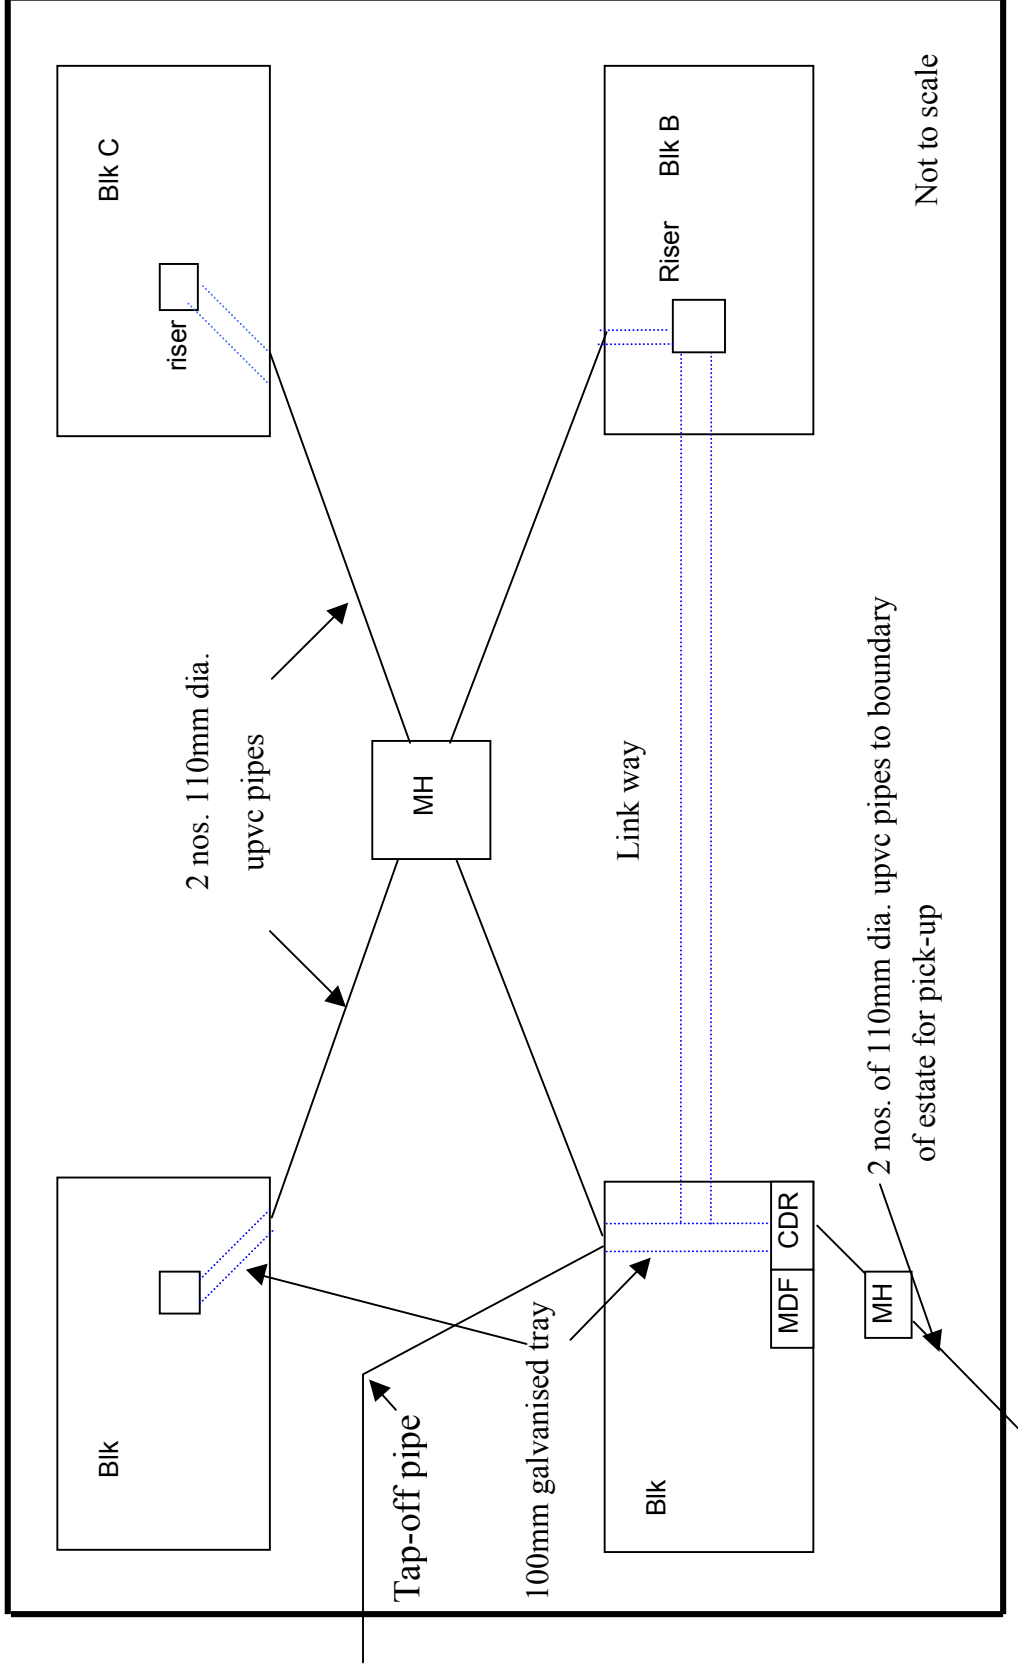 Blk
Blk C
riser
2 nos. 110mm dia.
upvc pipes
MH
Tap-off pipe
100mm galvanised tray
Link way
Blk
Riser
Blk B
MDF
CDR
MH
2 nos. of 110mm dia. upvc pipes to boundary
of estate for pick-up
Not to scale